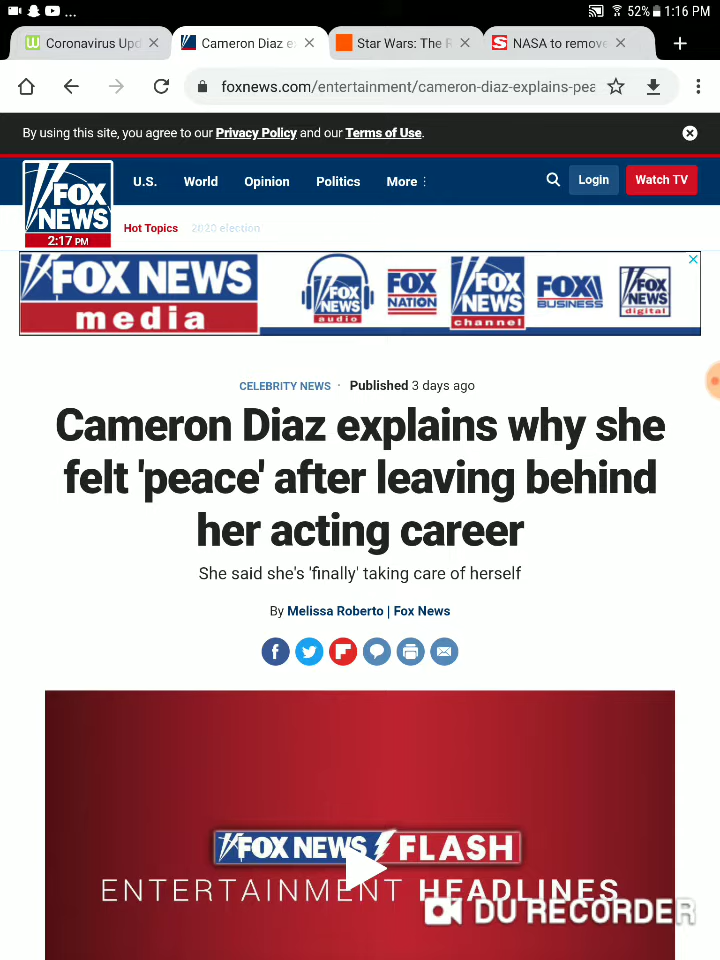 52% 1:16 PM
Coronavirus Upd
Cameron Diaz e
Star Wars: The R
NASA to remove
foxnews.com/entertainment/cameron-diaz-explains-pea
By using this site, you agree to our Privacy Policy and our Terms of Use.
FOX NEWS
2:17 PM
U.S. World Opinion Politics More
Login
Watch TV
Hot Topics 2020 election
FOX NEWS
media
FOX NEWS
audio
FOX
NATION
FOX NEWS
channel
FOX
BUSINESS
FOX NEWS
digital
CELEBRITY NEWS · Published 3 days ago
Cameron Diaz explains why she
felt 'peace' after leaving behind
her acting career
She said she's 'finally' taking care of herself
By Melissa Roberto | Fox News
FOX NEWS FLASH
ENTERTAINMENT HEADLINES
DU RECORDER